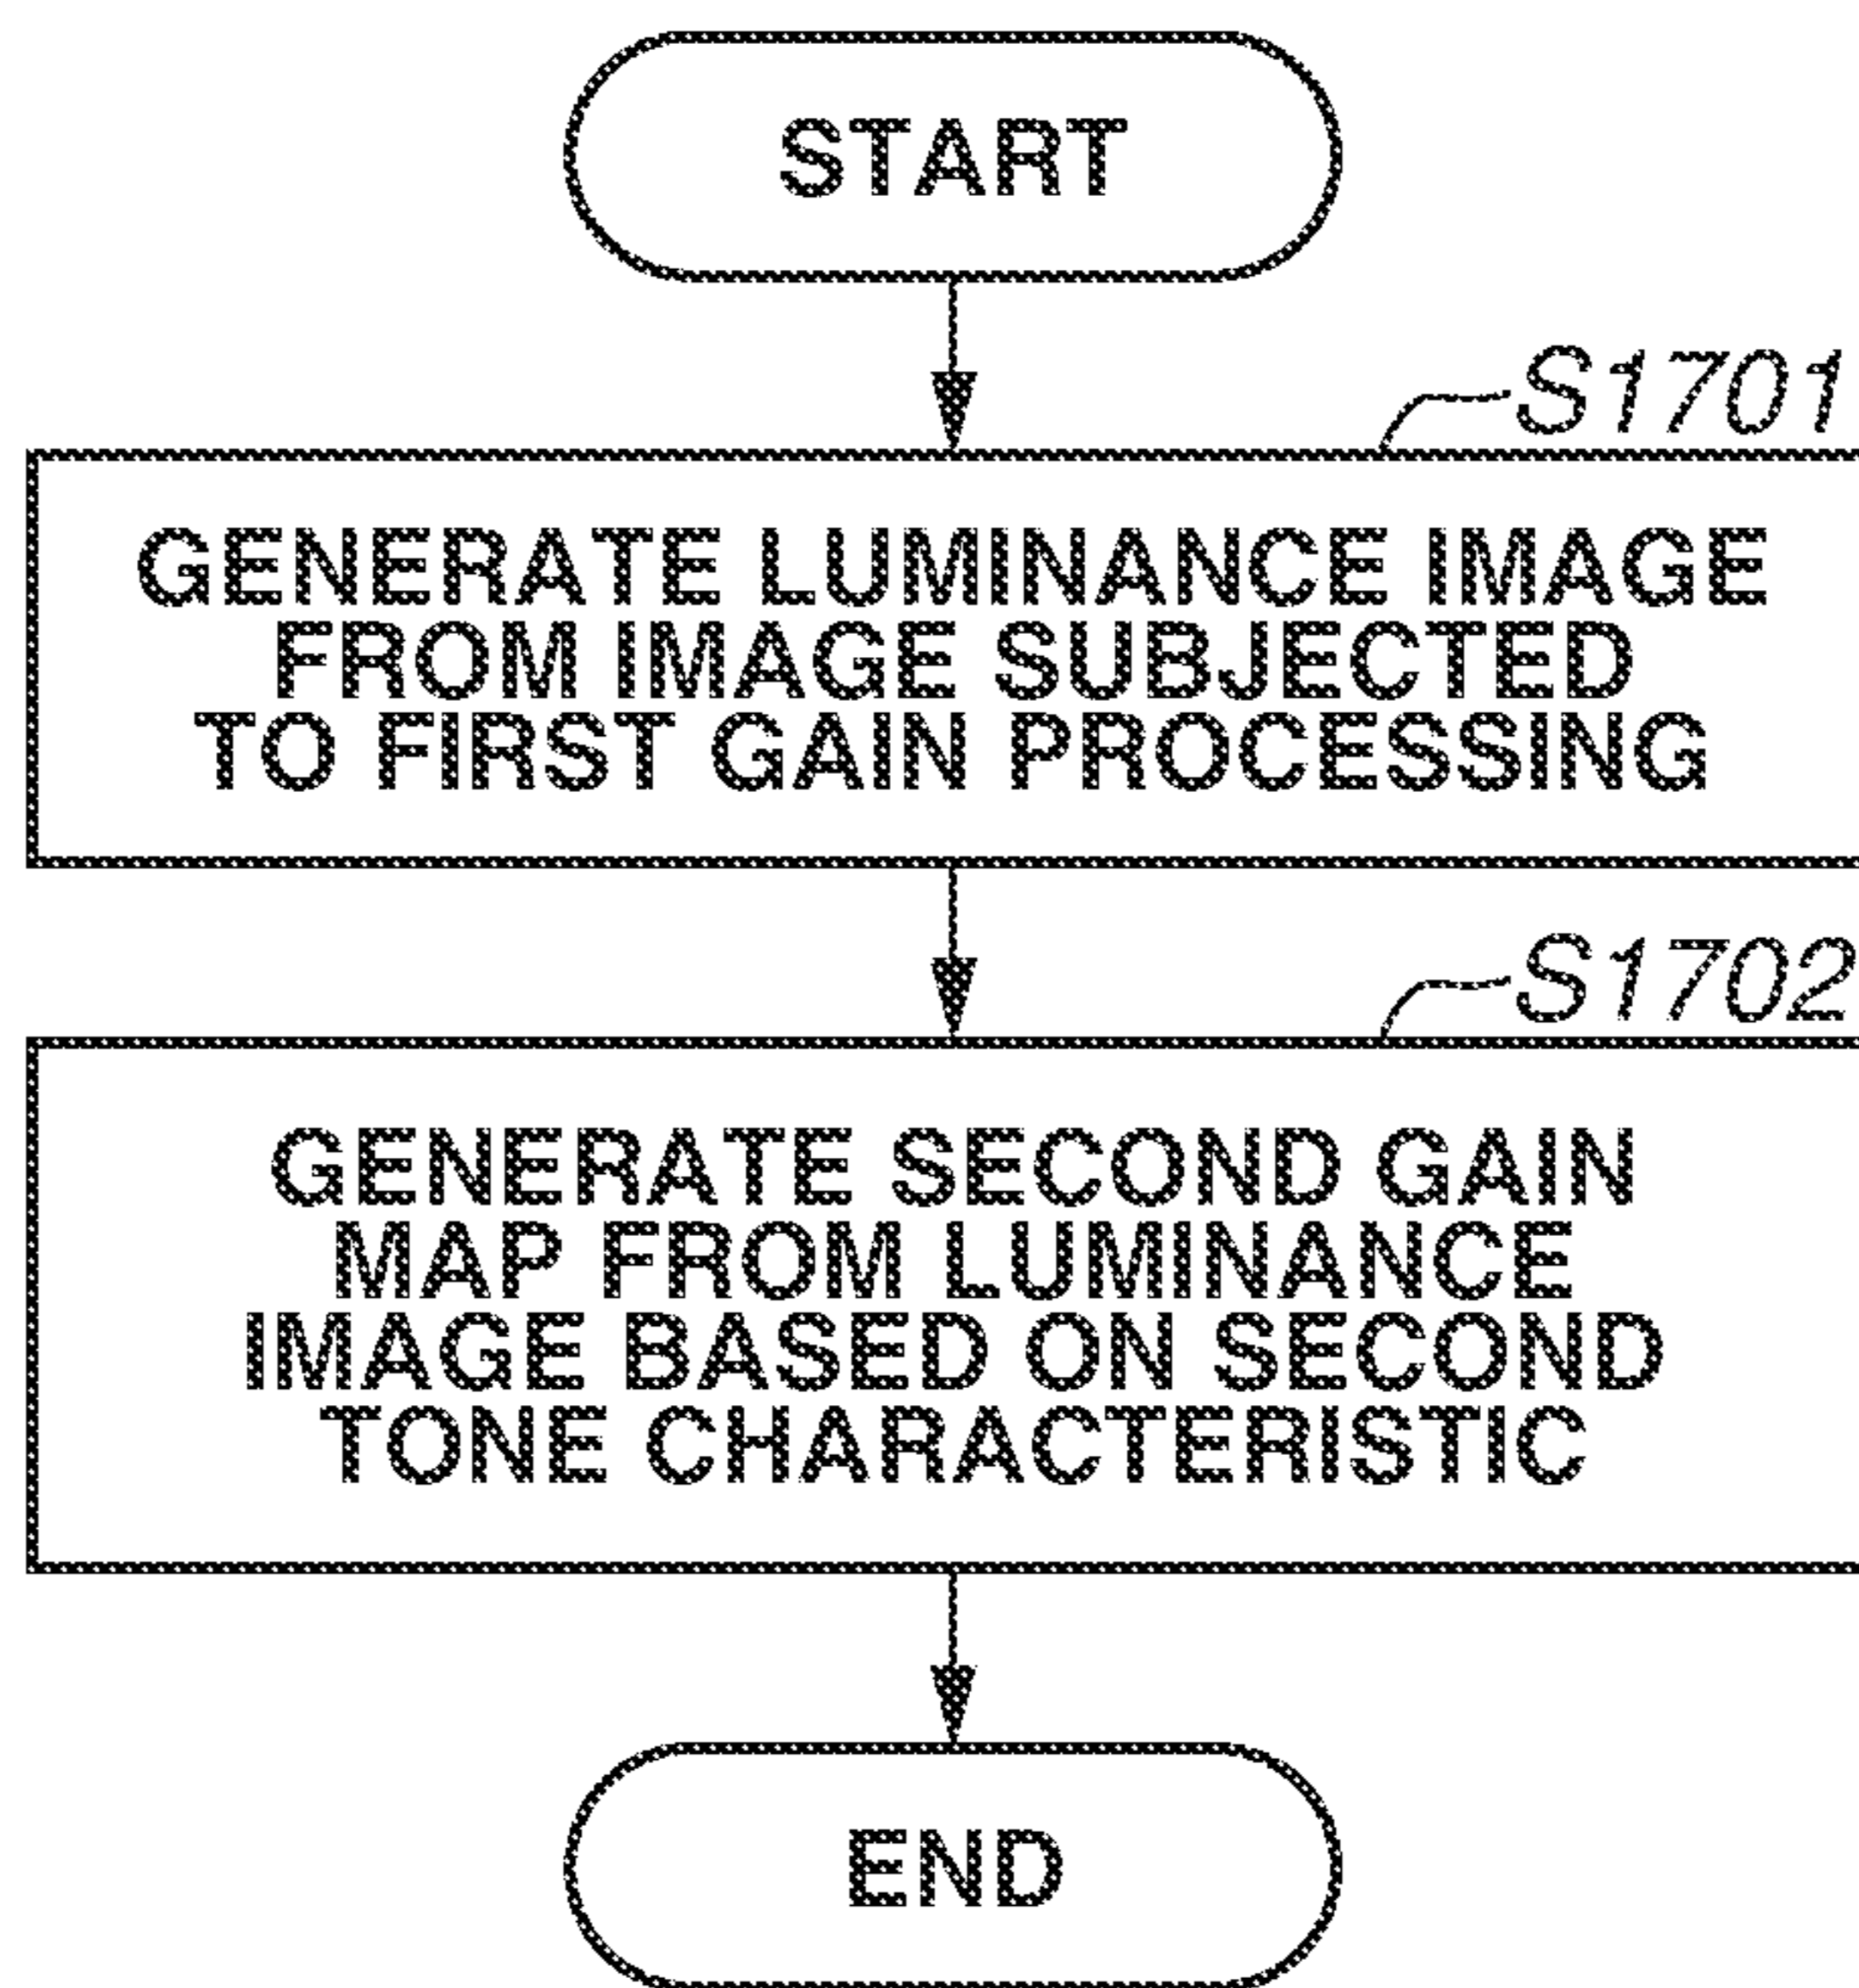 START
S1701
GENERATE LUMINANCE IMAGE
FROM IMAGE SUBJECTED
TO FIRST GAIN PROCESSING
S1702
GENERATE SECOND GAIN
MAP FROM LUMINANCE
IMAGE BASED ON SECOND
TONE CHARACTERISTIC
END